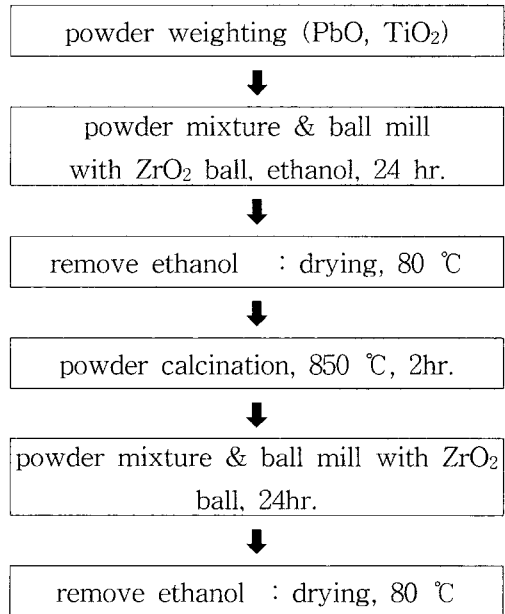 powder weighting (PbO, TiO₂)
powder mixture & ball mill
with ZrO₂ ball, ethanol, 24 hr.
remove ethanol : drying, 80 ℃
powder calcination, 850 ℃, 2hr.
powder mixture & ball mill with ZrO₂
ball, 24hr.
remove ethanol : drying, 80 ℃